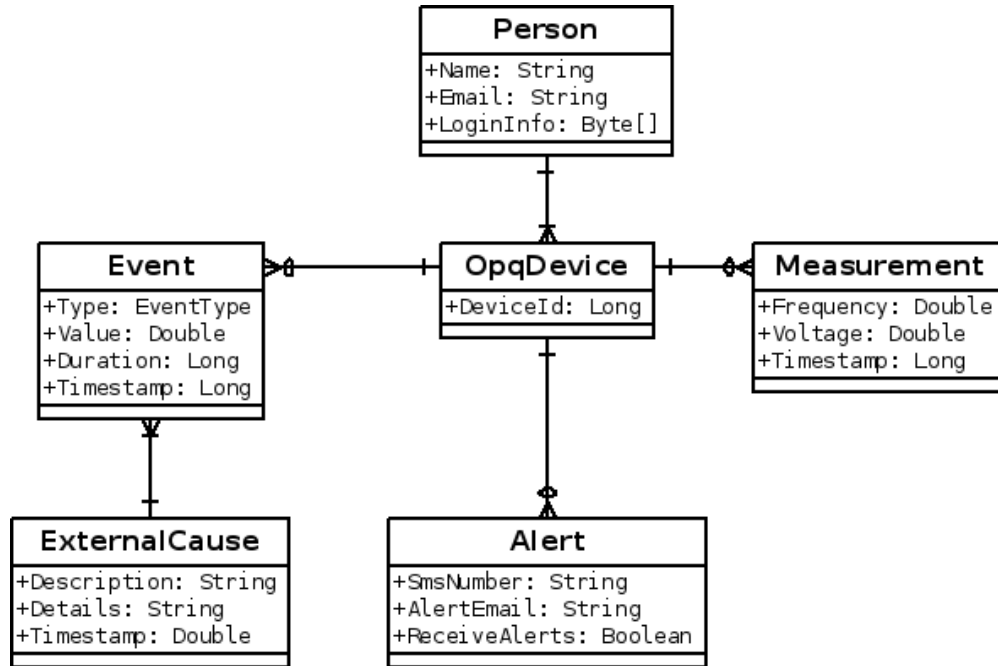 Person
+Name: String
+Email: String
+LoginInfo: Byte[]
Event
+Type: EventType
+Value: Double
+Duration: Long
+Timestamp: Long
OpqDevice
+DeviceId: Long
Measurement
+Frequency: Double
+Voltage: Double
+Timestamp: Long
ExternalCause
+Description: String
+Details: String
+Timestamp: Double
Alert
+SmsNumber: String
+AlertEmail: String
+ReceiveAlerts: Boolean